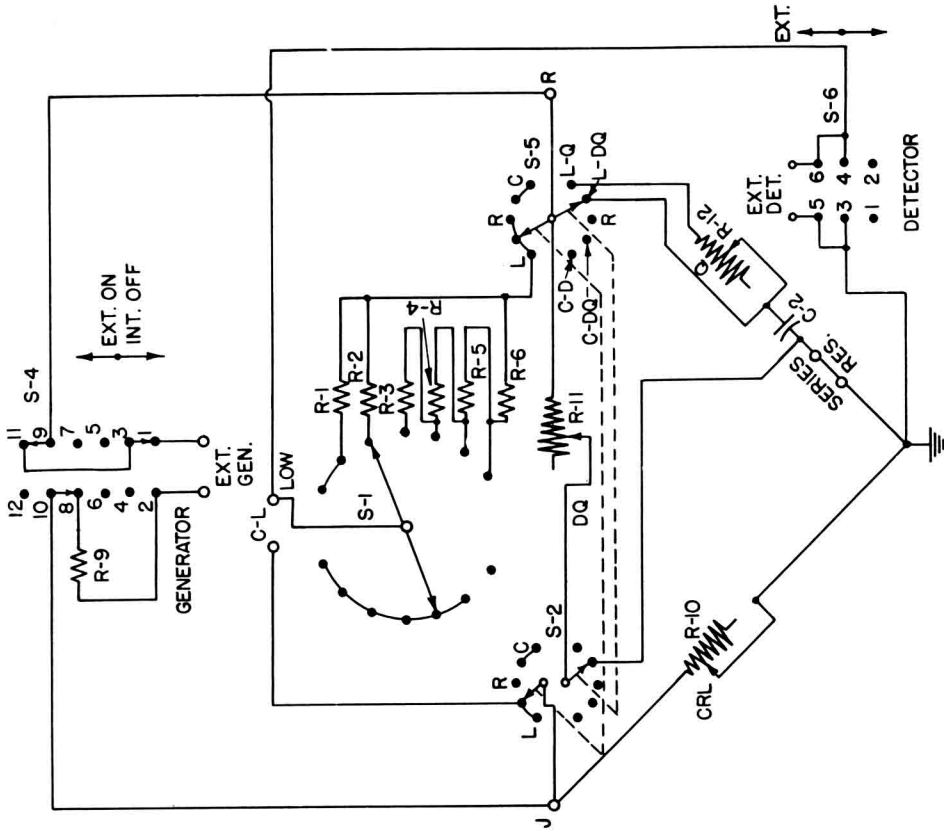 S-4
EXT. ON
INT. OFF
11
9
7
5
3
1
12
10
8
6
4
2
R-9
EXT.
GEN.
GENERATOR
C-L
LOW
S-1
R-1
R-2
R-3
R-4
R-5
R-6
R
L
R
C
S-5
L-Q
L-DQ
R
C-DQ
C-D
R-11
DQ
S-2
L
R
C
J
CRL
R-10
Q
R-12
C-2
SERIES
RES.
EXT.
S-6
EXT.
DET.
5
6
3
4
1
2
DETECTOR